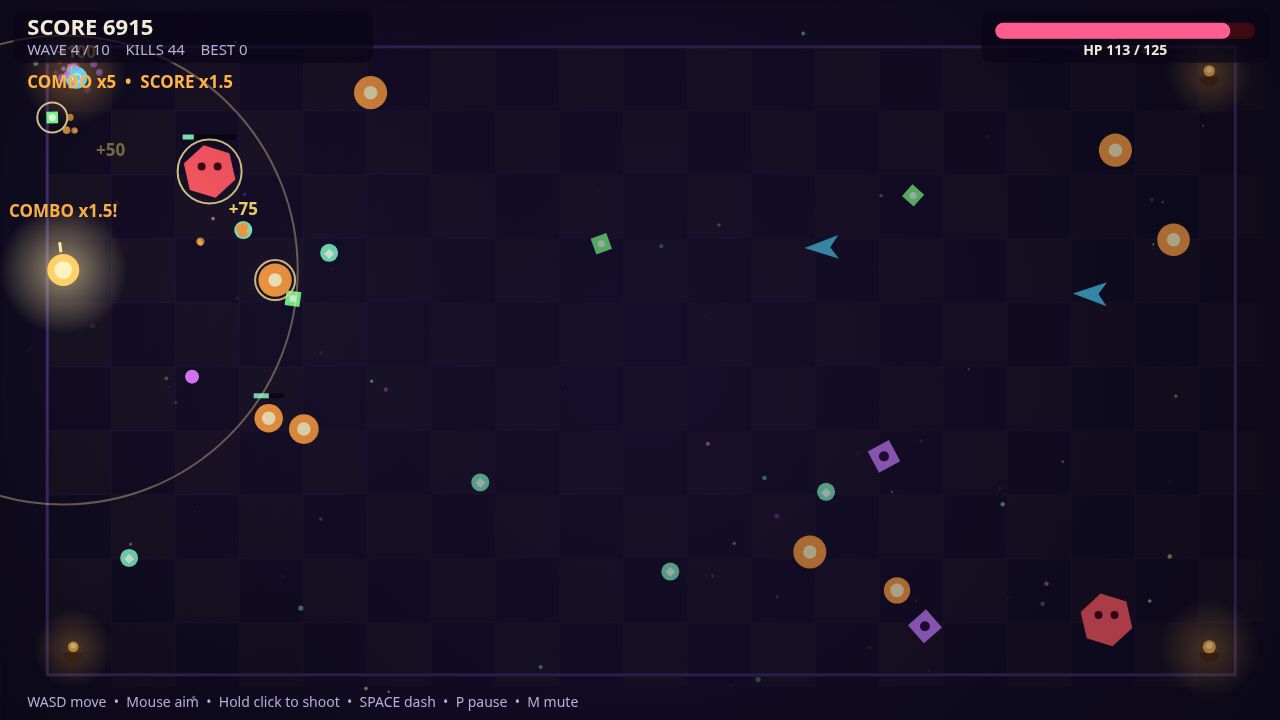 SCORE 6915
WAVE 4 / 10 KILLS 44 BEST 0
HP 113 / 125
COMBO x5 • SCORE x1.5
+50
COMBO x1.5!
+75
WASD move • Mouse aim • Hold click to shoot • SPACE dash • P pause • M mute